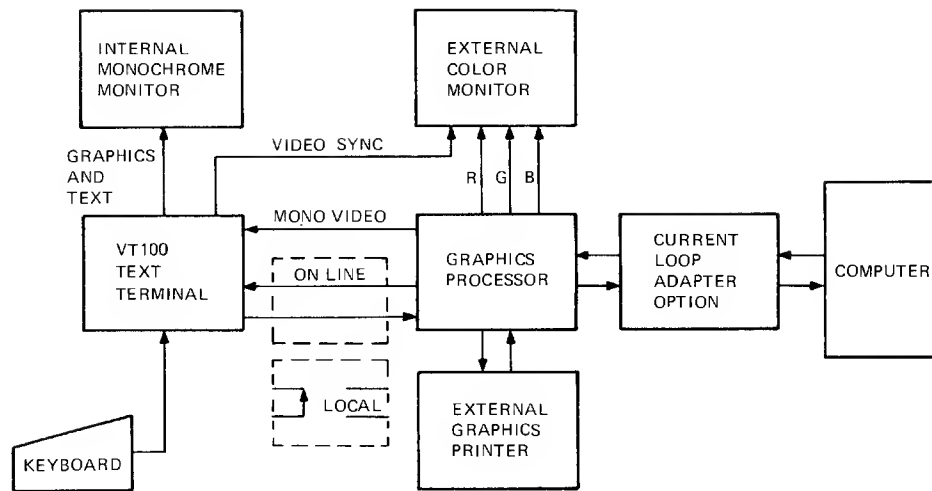 INTERNAL
MONOCHROME
MONITOR
EXTERNAL
COLOR
MONITOR
GRAPHICS
AND
TEXT
VIDEO SYNC
R
G
B
MONO VIDEO
VT100
TEXT
TERMINAL
ON LINE
GRAPHICS
PROCESSOR
CURRENT
LOOP
ADAPTER
OPTION
COMPUTER
LOCAL
EXTERNAL
GRAPHICS
PRINTER
KEYBOARD